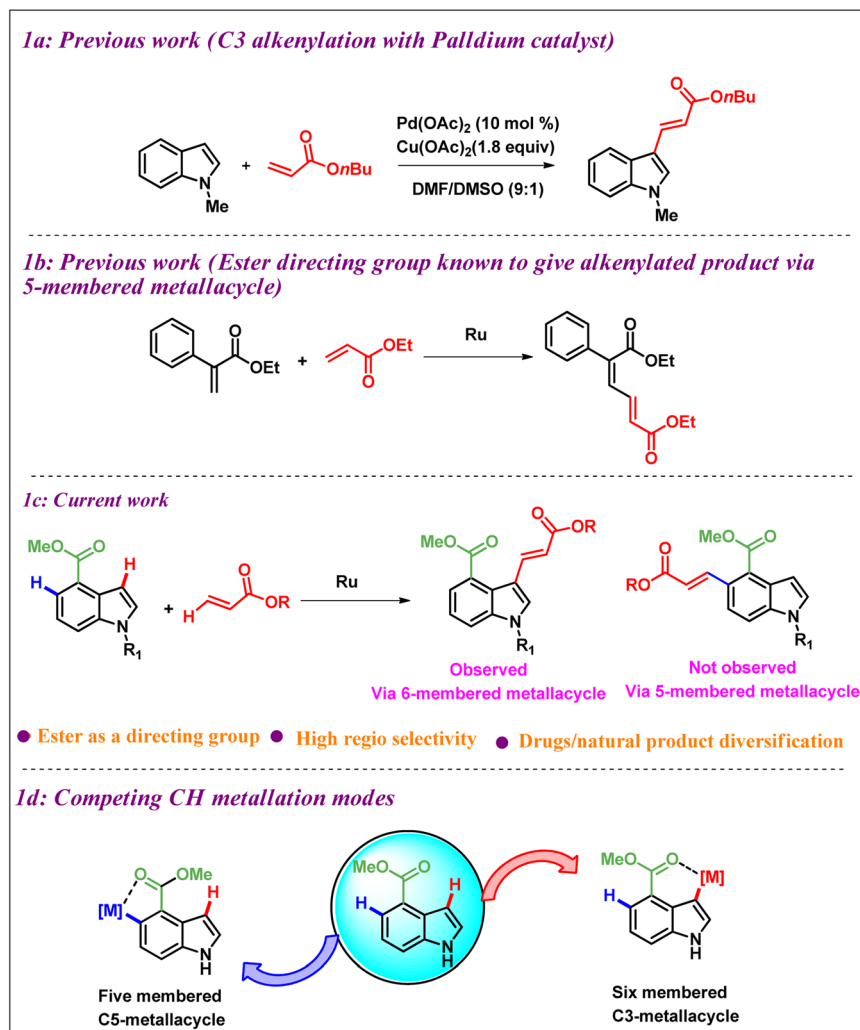 1a: Previous work (C3 alkenylation with Palldium catalyst)
O
OnBu
Pd(OAc)2 (10 mol %)
Cu(OAc)2(1.8 equiv)
DMF/DMSO (9:1)
+
O
OnBu
N
Me
N
Me
1b: Previous work (Ester directing group known to give alkenylated product via
5-membered metallacycle)
O
OEt
+
O
OEt
Ru
O
OEt
OEt
O
1c: Current work
MeO
O
H
H
N
R1
+
H
O
OR
Ru
MeO
O
O
OR
N
R1
O
RO
MeO
O
N
R1
Observed
Via 6-membered metallacycle
Not observed
Via 5-membered metallacycle
Ester as a directing group
High regio selectivity
Drugs/natural product diversification
1d: Competing CH metallation modes
O
OMe
[M]
H
N
H
MeO
O
H
H
N
H
MeO
O
[M]
H
N
H
Five membered
C5-metallacycle
Six membered
C3-metallacycle